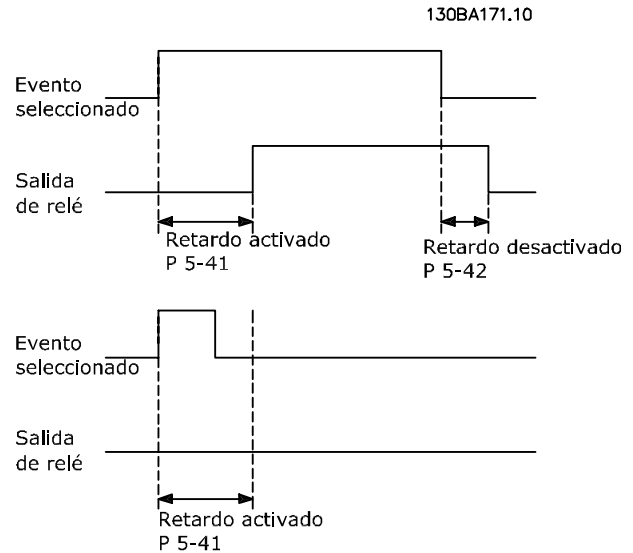 130BA171.10
Evento
seleccionado
Salida
de relé
Retardo activado
P 5-41
Retardo desactivado
P 5-42
Evento
seleccionado
Salida
de relé
Retardo activado
P 5-41